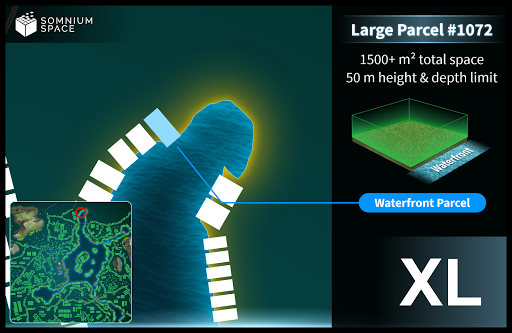 SOMNIUM
SPACE
Large Parcel #1072
1500+ m² total space
50 m height & depth limit
Waterfront
Waterfront Parcel
XL